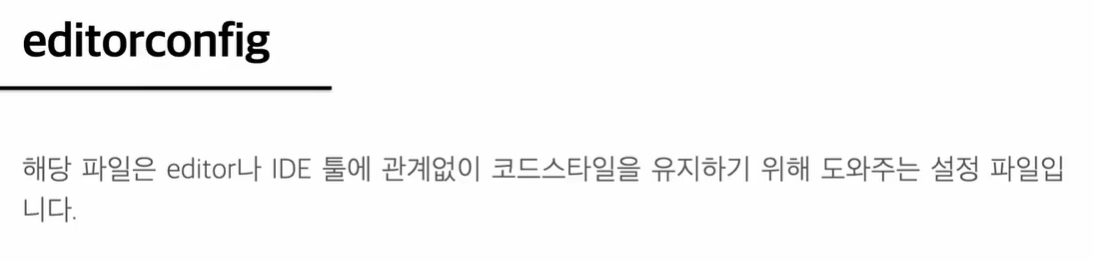 editorconfig
해당 파일은 editor나 IDE 툴에 관계없이 코드스타일을 유지하기 위해 도와주는 설정 파일입
니다.